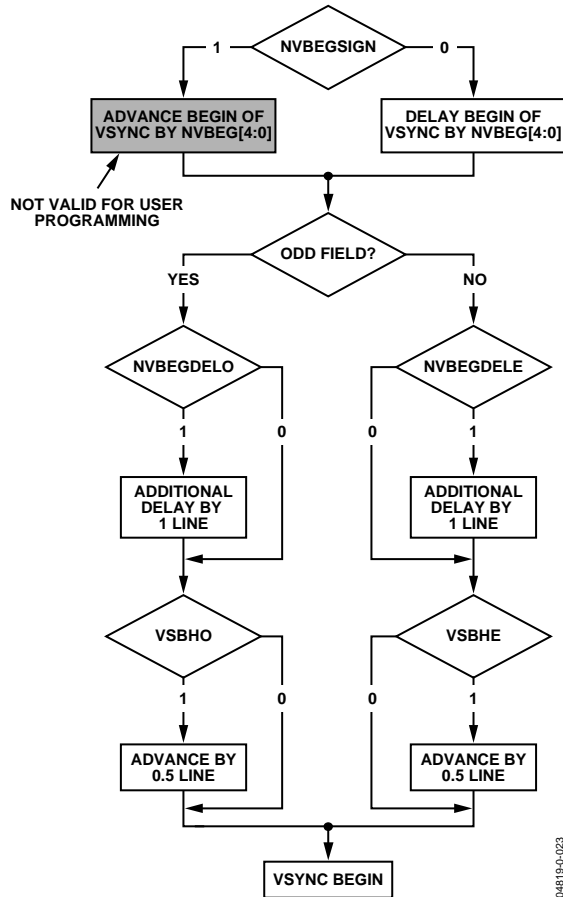 NVBEGSIGN
1
0
ADVANCE BEGIN OF
VSYNC BY NVBEG[4:0]
DELAY BEGIN OF
VSYNC BY NVBEG[4:0]
NOT VALID FOR USER
PROGRAMMING
ODD FIELD?
YES
NO
NVBEGDELO
NVBEGDELE
1
0
0
1
ADDITIONAL
DELAY BY
1 LINE
ADDITIONAL
DELAY BY
1 LINE
VSBHO
VSBHE
1
0
0
1
ADVANCE BY
0.5 LINE
ADVANCE BY
0.5 LINE
VSYNC BEGIN
04819-0-023